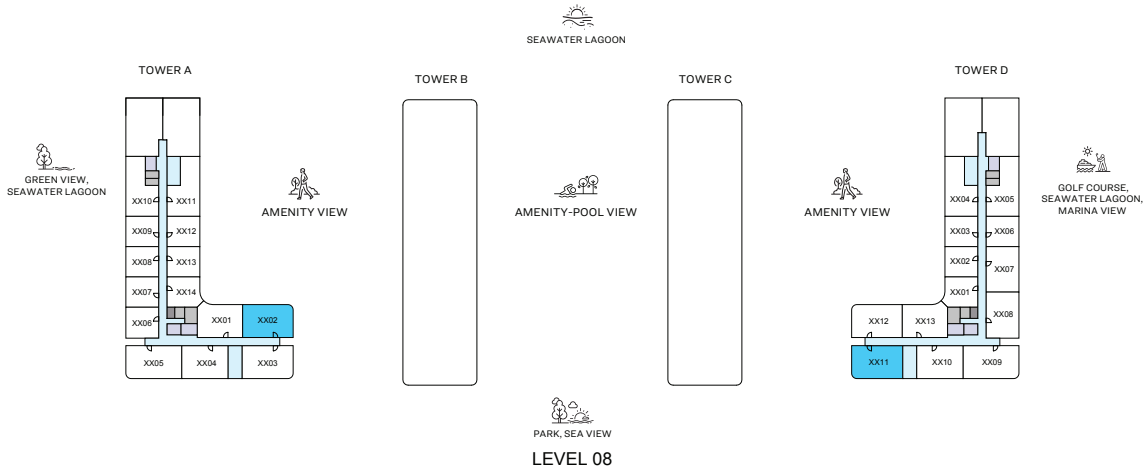 SEAWATER LAGOON
TOWER A
TOWER B
TOWER C
TOWER D
GREEN VIEW,
SEAWATER LAGOON
AMENITY VIEW
AMENITY-POOL VIEW
AMENITY VIEW
GOLF COURSE,
SEAWATER LAGOON,
MARINA VIEW
XX10 XX11
XX09 XX12
XX08 XX13
XX07 XX14
XX06 XX01 XX02
XX05 XX04 XX03
XX04 XX05
XX03 XX06
XX02 XX07
XX01
XX12 XX13 XX08
XX11 XX10 XX09
PARK, SEA VIEW
LEVEL 08